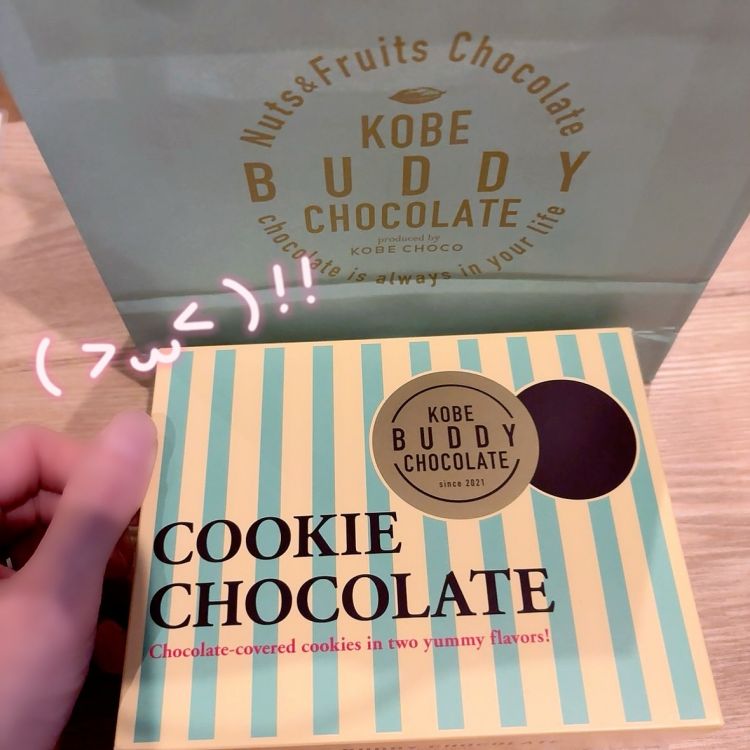 Nuts&Fruits Chocolate
KOBE
BUDDY
CHOCOLATE
produced by
KOBE CHOCO
chocolate is always in your life
(>ω<)!!
KOBE
BUDDY
CHOCOLATE
since 2021
COOKIE
CHOCOLATE
Chocolate-covered cookies in two yummy flavors!